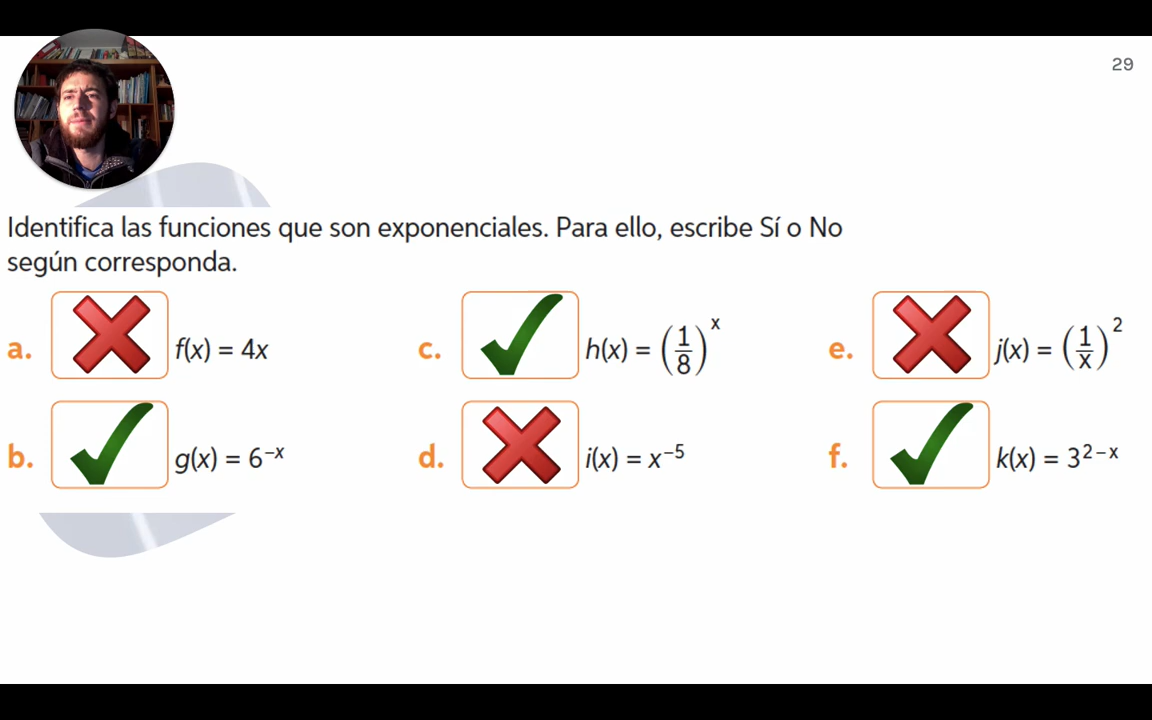 29
Identifica las funciones que son exponenciales. Para ello, escribe Sí o No
según corresponda.
a. f(x) = 4x
c. h(x) = (1/8)^x
e. j(x) = (1/x)^2
b. g(x) = 6^{-x}
d. i(x) = x^{-5}
f. k(x) = 3^{2-x}